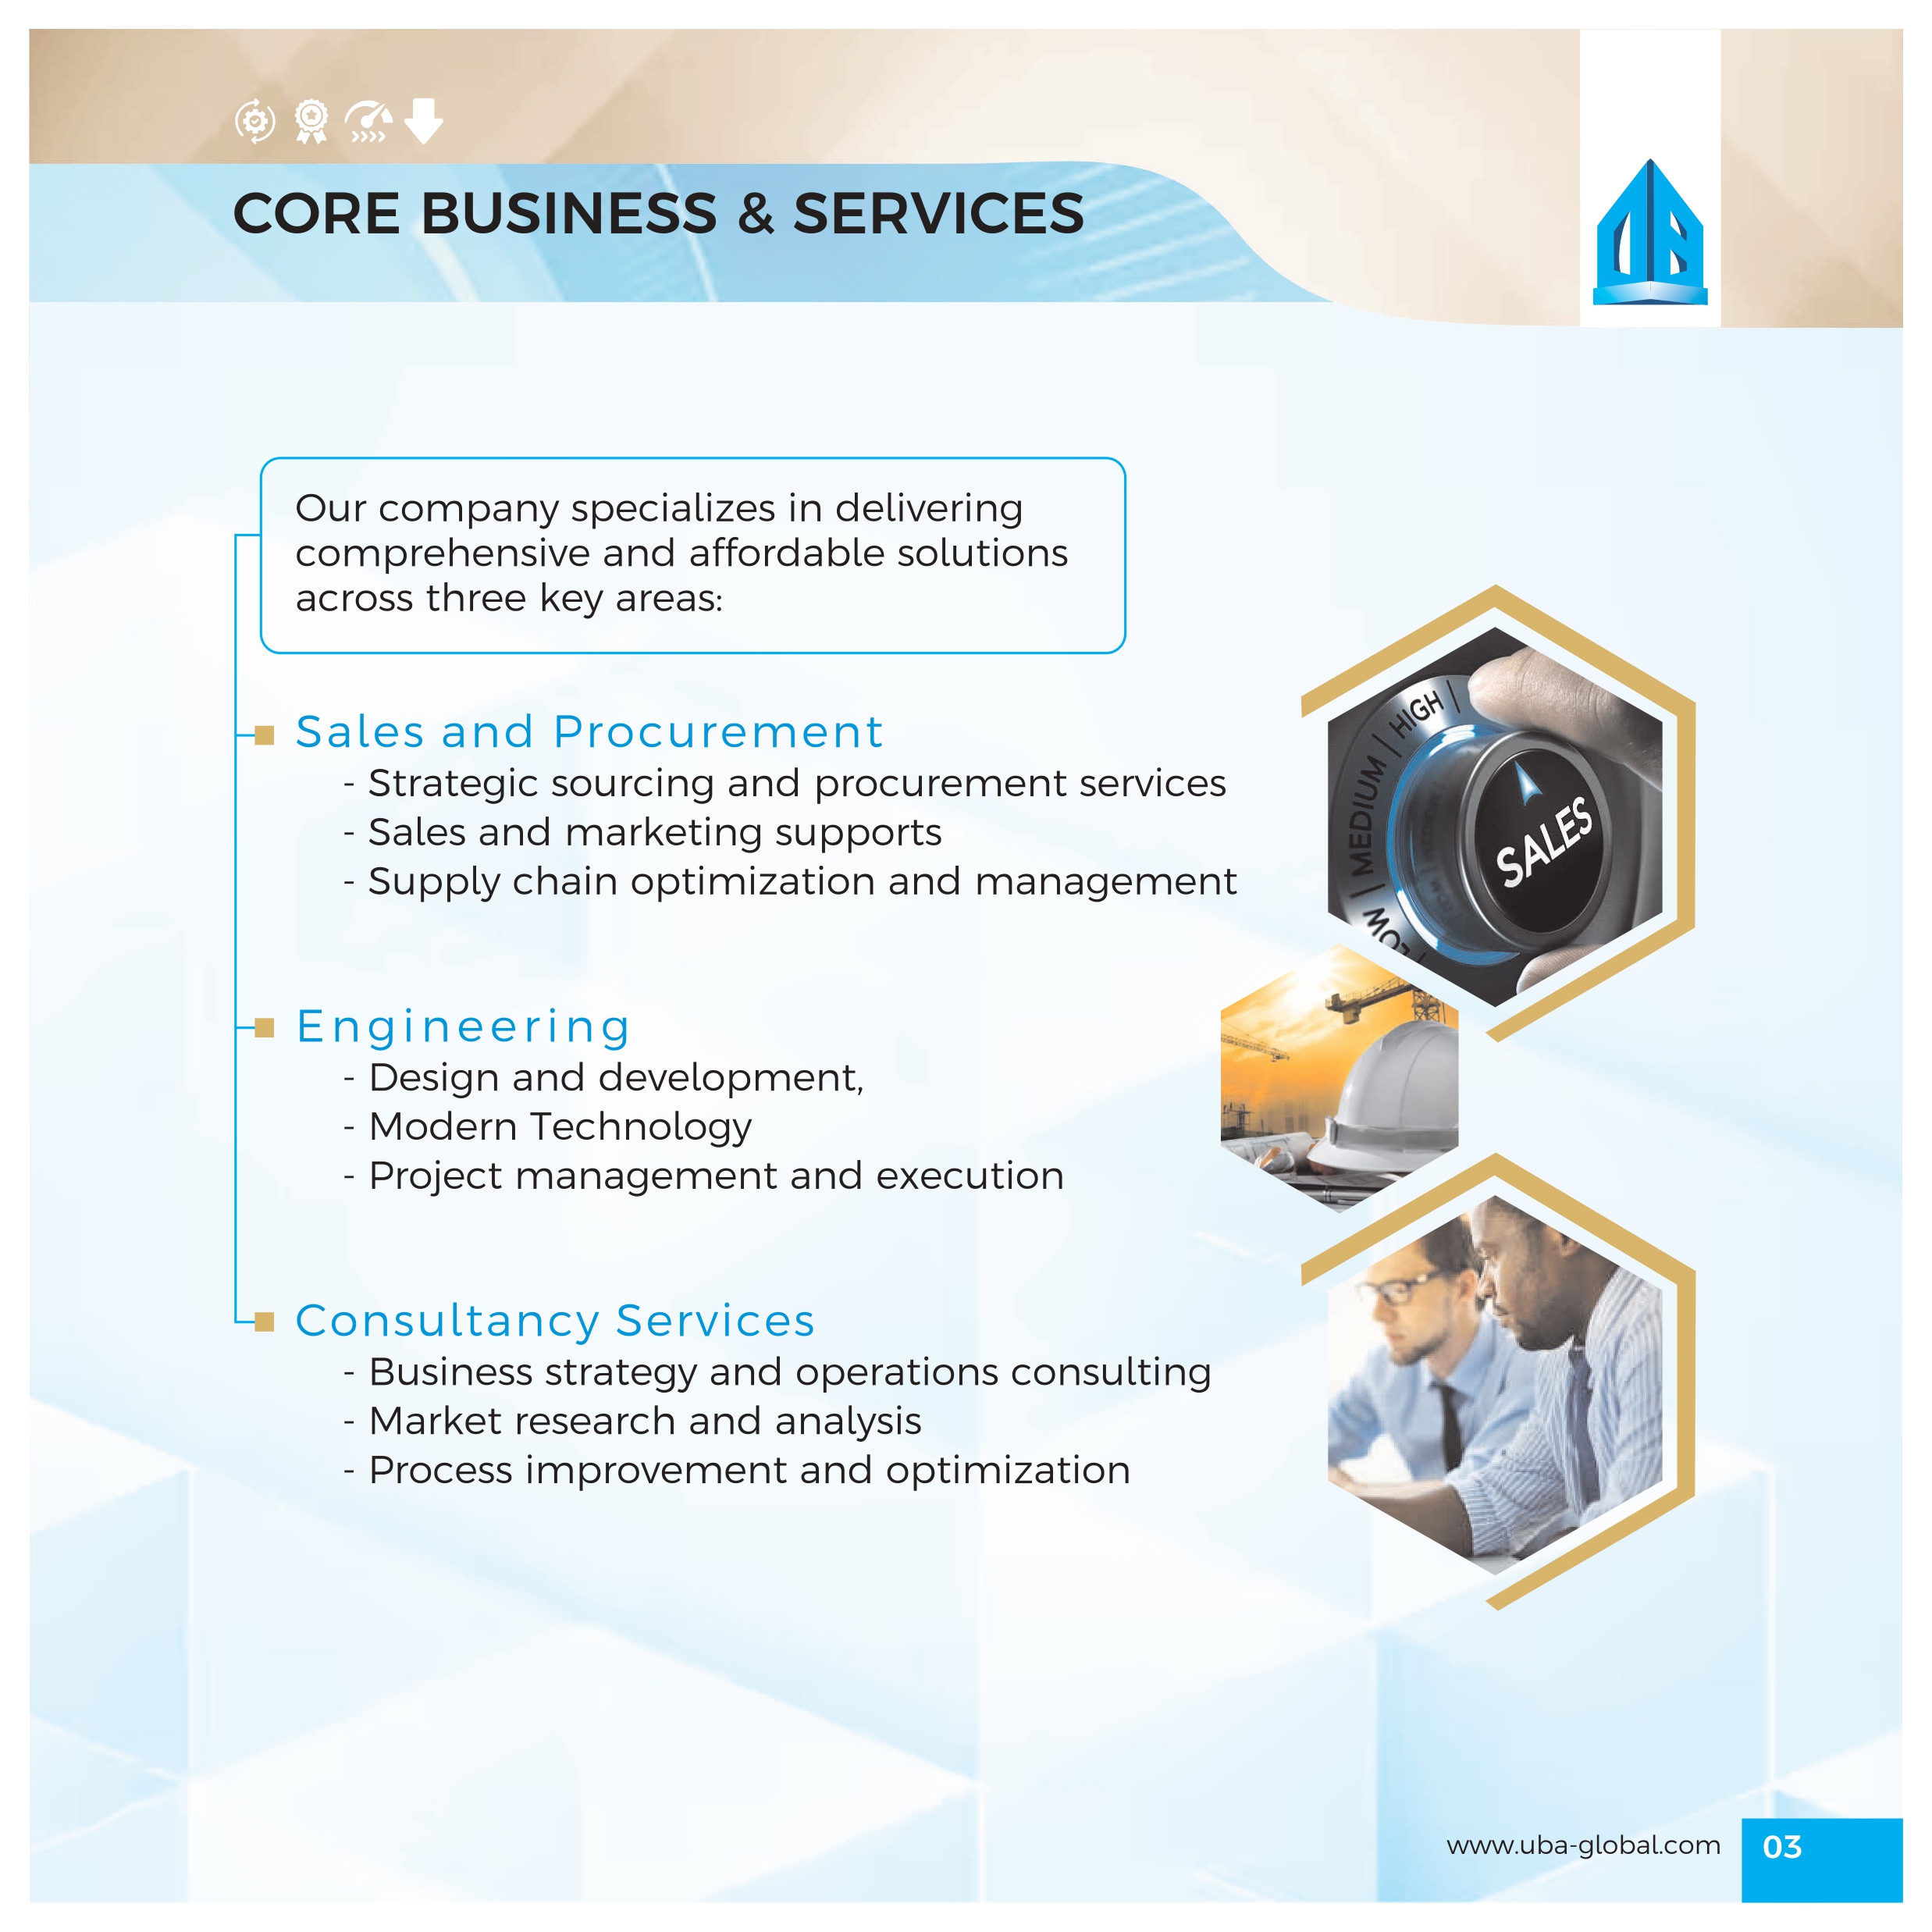 CORE BUSINESS & SERVICES
Our company specializes in delivering
comprehensive and affordable solutions
across three key areas:
Sales and Procurement
- Strategic sourcing and procurement services
- Sales and marketing supports
- Supply chain optimization and management
Engineering
- Design and development,
- Modern Technology
- Project management and execution
Consultancy Services
- Business strategy and operations consulting
- Market research and analysis
- Process improvement and optimization
LOW | MEDIUM | HIGH |
SALES
www.uba-global.com
03